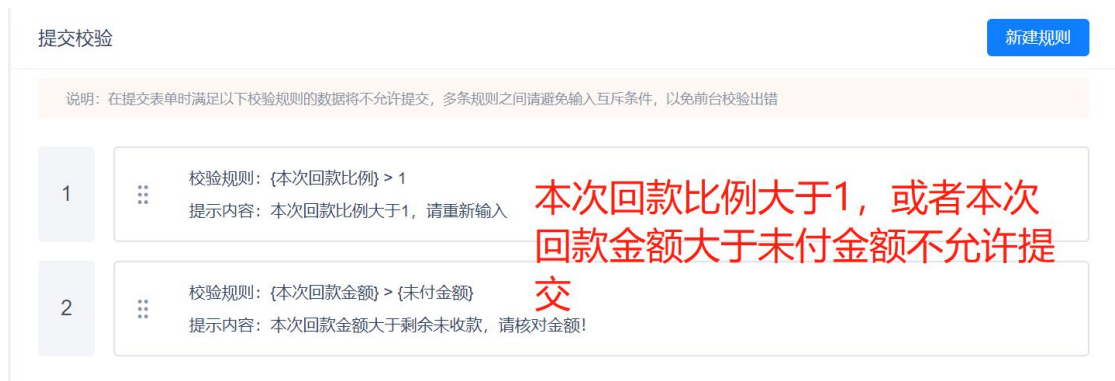 提交校验
新建规则
说明：在提交表单时满足以下校验规则的数据将不允许提交，多条规则之间请避免输入互斥条件，以免前台校验出错
1
校验规则：{本次回款比例} > 1
提示内容：本次回款比例大于1，请重新输入
本次回款比例大于1，或者本次
回款金额大于未付金额不允许提
交
2
校验规则：{本次回款金额} > {未付金额}
提示内容：本次回款金额大于剩余未收款，请核对金额！